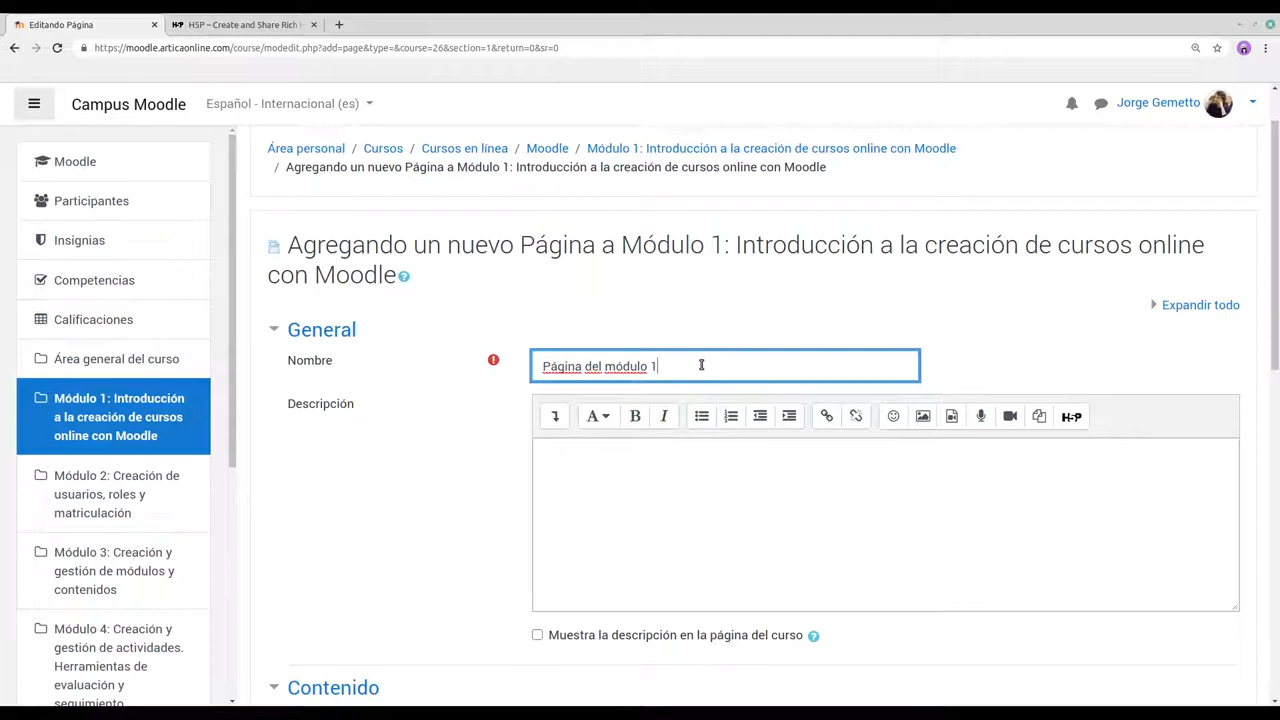 Editando Página
H5P – Create and Share Rich H
https://moodle.articaonline.com/course/modedit.php?add=page&type=&course=26&section=1&return=0&sr=0
Campus Moodle
Español - Internacional (es)
Jorge Gemetto
Moodle
Participantes
Insignias
Competencias
Calificaciones
Área general del curso
Módulo 1: Introducción
a la creación de cursos
online con Moodle
Módulo 2: Creación de
usuarios, roles y
matriculación
Módulo 3: Creación y
gestión de módulos y
contenidos
Módulo 4: Creación y
gestión de actividades.
Herramientas de
evaluación y
seguimiento
Área personal / Cursos / Cursos en línea / Moodle / Módulo 1: Introducción a la creación de cursos online con Moodle
/ Agregando un nuevo Página a Módulo 1: Introducción a la creación de cursos online con Moodle
Agregando un nuevo Página a Módulo 1: Introducción a la creación de cursos online
con Moodle
Expandir todo
General
Nombre
Página del módulo 1
Descripción
A B I
H5P
Muestra la descripción en la página del curso
Contenido